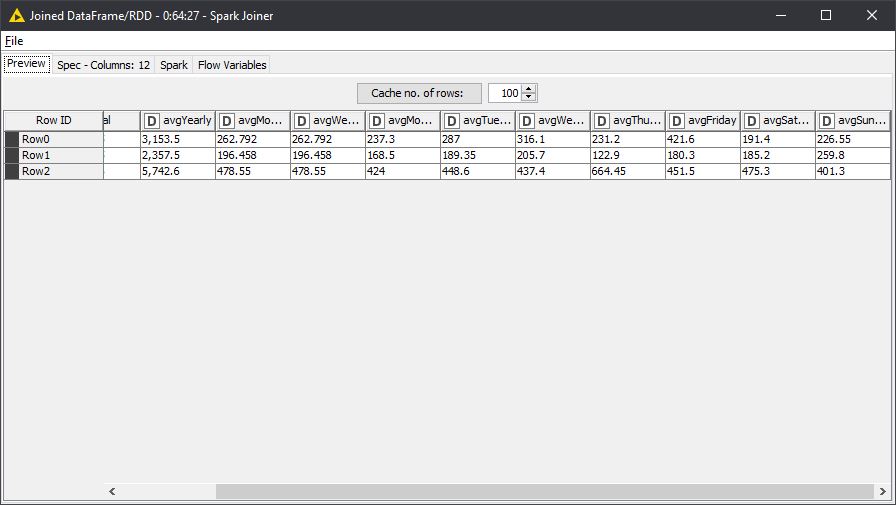 Joined DataFrame/RDD - 0:64:27 - Spark Joiner
File
Preview Spec - Columns: 12 Spark Flow Variables
Cache no. of rows: 100
Row ID al D avgYearly D avgMo... D avgWe... D avgMo... D avgTue... D avgWe... D avgThu... D avgFriday D avgSat... D avgSun...
Row0 3,153.5 262.792 262.792 237.3 287 316.1 231.2 421.6 191.4 226.55
Row1 2,357.5 196.458 196.458 168.5 189.35 205.7 122.9 180.3 185.2 259.8
Row2 5,742.6 478.55 478.55 424 448.6 437.4 664.45 451.5 475.3 401.3